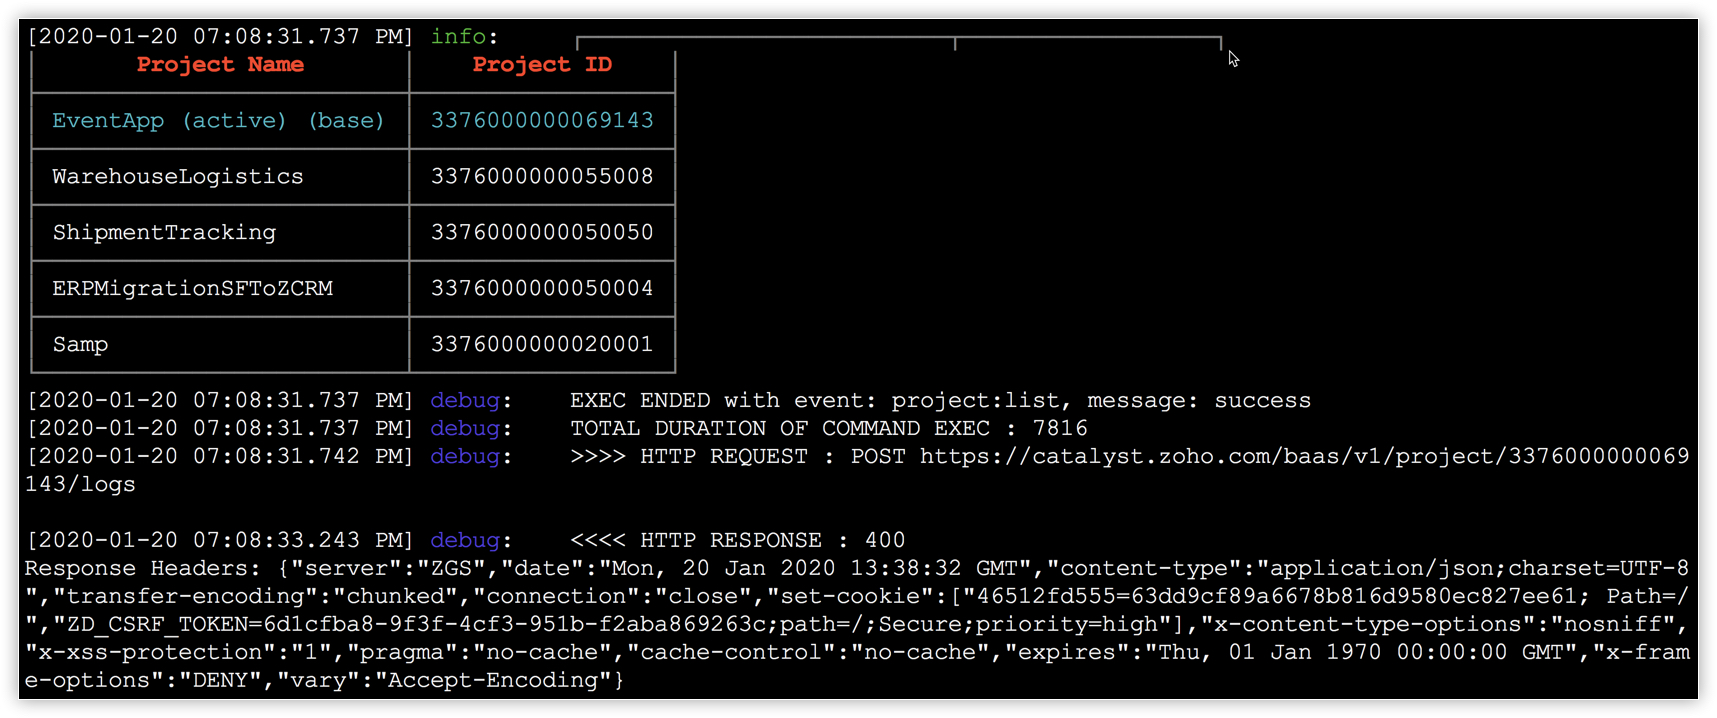 [2020-01-20 07:08:31.737 PM] info:
Project Name Project ID
EventApp (active) (base) 3376000000069143
WarehouseLogistics 3376000000055008
ShipmentTracking 3376000000050050
ERPMigrationSFToZCRM 3376000000050004
Samp 3376000000020001
[2020-01-20 07:08:31.737 PM] debug: EXEC ENDED with event: project:list, message: success
[2020-01-20 07:08:31.737 PM] debug: TOTAL DURATION OF COMMAND EXEC : 7816
[2020-01-20 07:08:31.742 PM] debug: >>>> HTTP REQUEST : POST https://catalyst.zoho.com/baas/v1/project/3376000000069
143/logs
[2020-01-20 07:08:33.243 PM] debug: <<<< HTTP RESPONSE : 400
Response Headers: {"server":"ZGS","date":"Mon, 20 Jan 2020 13:38:32 GMT","content-type":"application/json;charset=UTF-8
","transfer-encoding":"chunked","connection":"close","set-cookie":["46512fd555=63dd9cf89a6678b816d9580ec827ee61; Path=/
","ZD_CSRF_TOKEN=6d1cfba8-9f3f-4cf3-951b-f2aba869263c;path=/;Secure;priority=high"],"x-content-type-options":"nosniff",
"x-xss-protection":"1","pragma":"no-cache","cache-control":"no-cache","expires":"Thu, 01 Jan 1970 00:00:00 GMT","x-fram
e-options":"DENY","vary":"Accept-Encoding"}